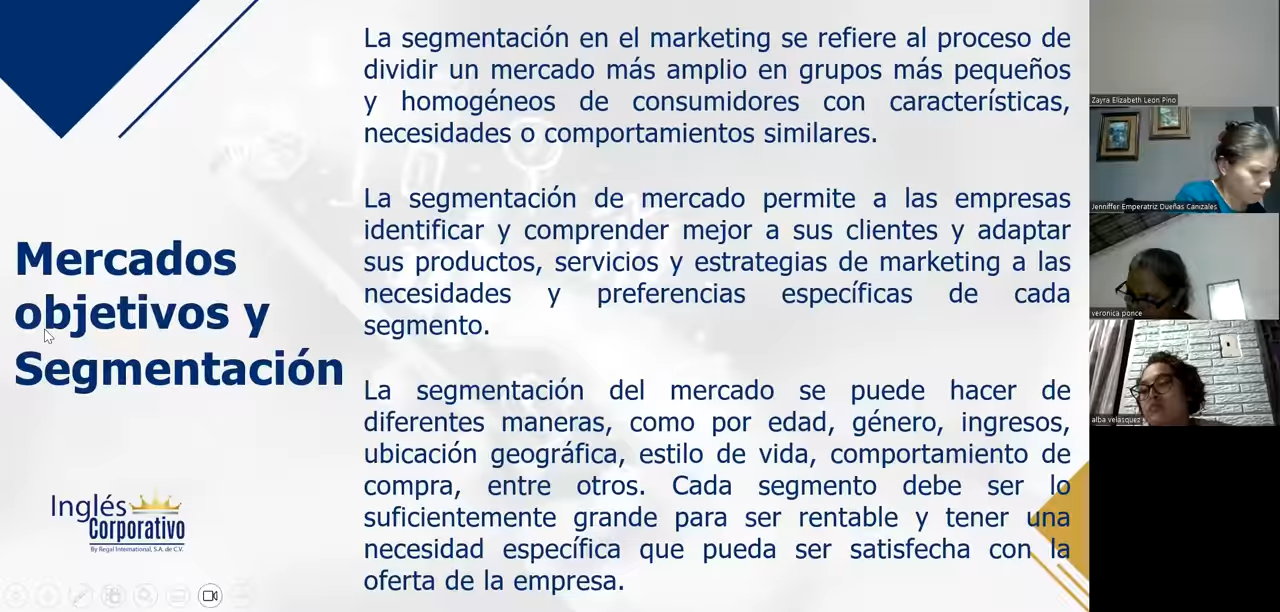 La segmentación en el marketing se refiere al proceso de
dividir un mercado más amplio en grupos más pequeños
y homogéneos de consumidores con características,
necesidades o comportamientos similares.
La segmentación de mercado permite a las empresas
identificar y comprender mejor a sus clientes y adaptar
sus productos, servicios y estrategias de marketing a las
necesidades y preferencias específicas de cada
segmento.
La segmentación del mercado se puede hacer de
diferentes maneras, como por edad, género, ingresos,
ubicación geográfica, estilo de vida, comportamiento de
compra, entre otros. Cada segmento debe ser lo
suficientemente grande para ser rentable y tener una
necesidad específica que pueda ser satisfecha con la
oferta de la empresa.
Mercados
objetivos y
Segmentación
Inglés
Corporativo
By Regal International, S.A. de C.V.
Zayra Elizabeth Leon Pino
Jenniffer Emperatriz Dueñas Canizales
veronica ponce
alba velasquez